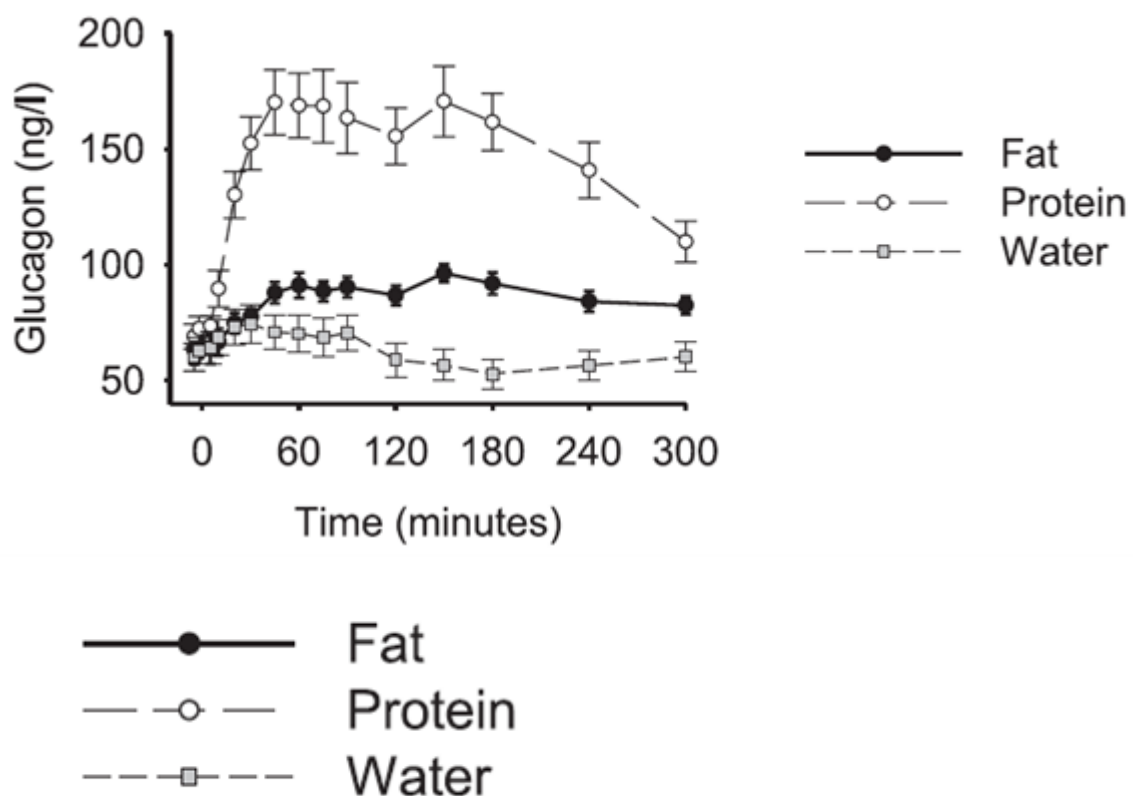 200
150
100
50
Glucagon (ng/l)
0 60 120 180 240 300
Time (minutes)
Fat
Protein
Water
Fat
Protein
Water